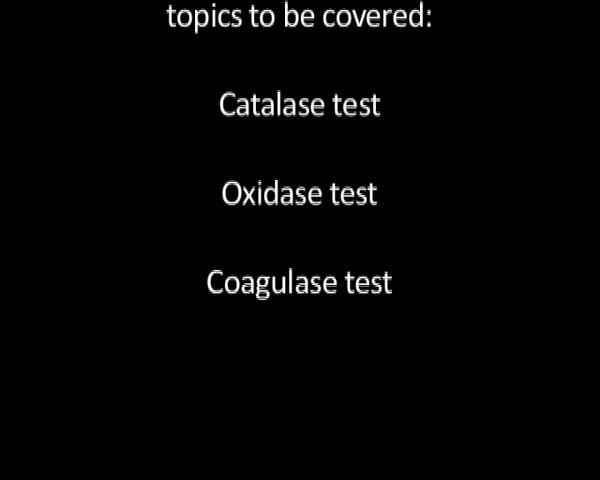 topics to be covered:
Catalase test
Oxidase test
Coagulase test